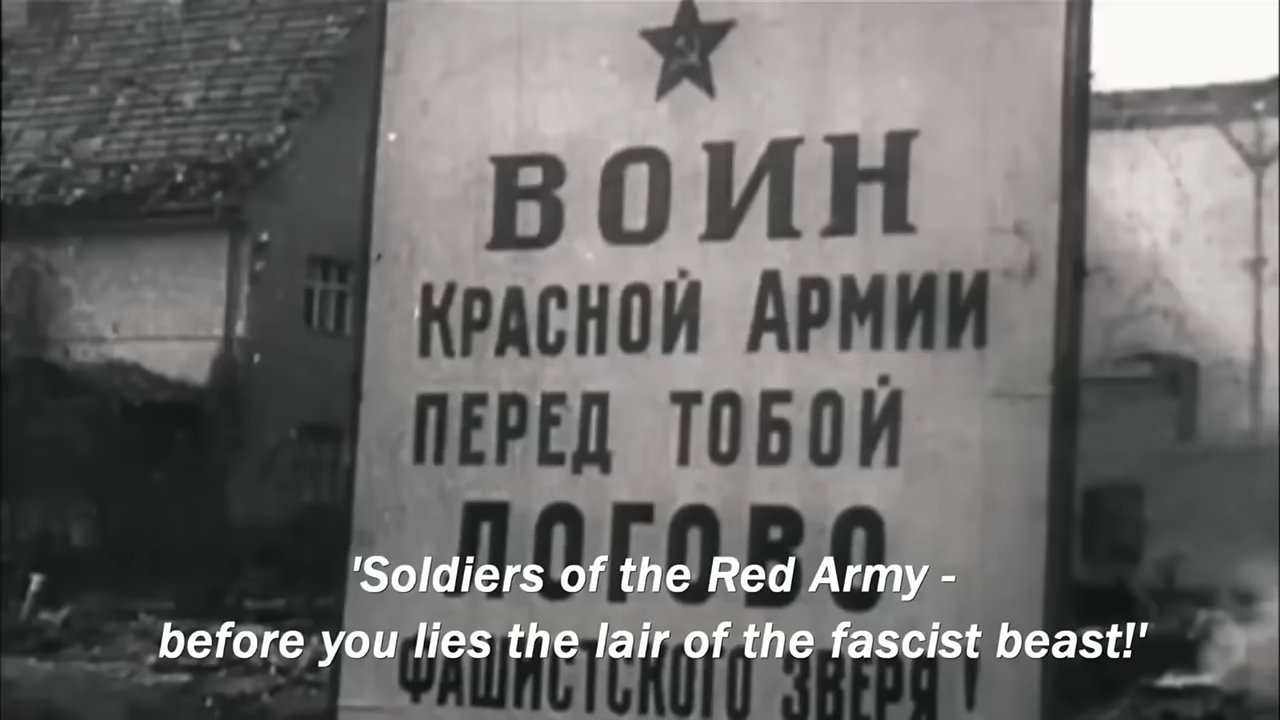 ВОИН
КРАСНОЙ АРМИИ
ПЕРЕД ТОБОЙ
ЛОГОВО
'Soldiers of the Red Army -
before you lies the lair of the fascist beast!'
ФАШИСТСКОГО ЗВЕРЯ!